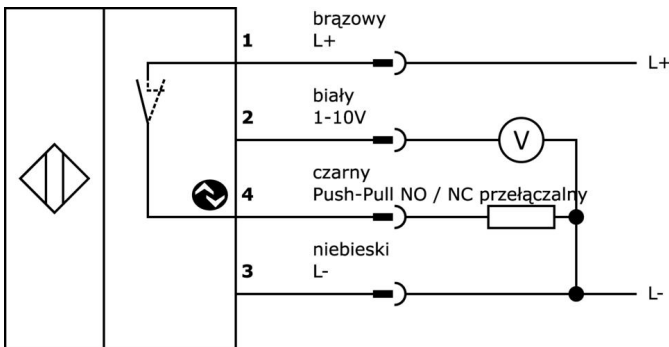 brązowy
1 L+
L+
biały
2 1-10V
V
czarny
4 Push-Pull NO / NC przełączalny
niebieski
3 L-
L-